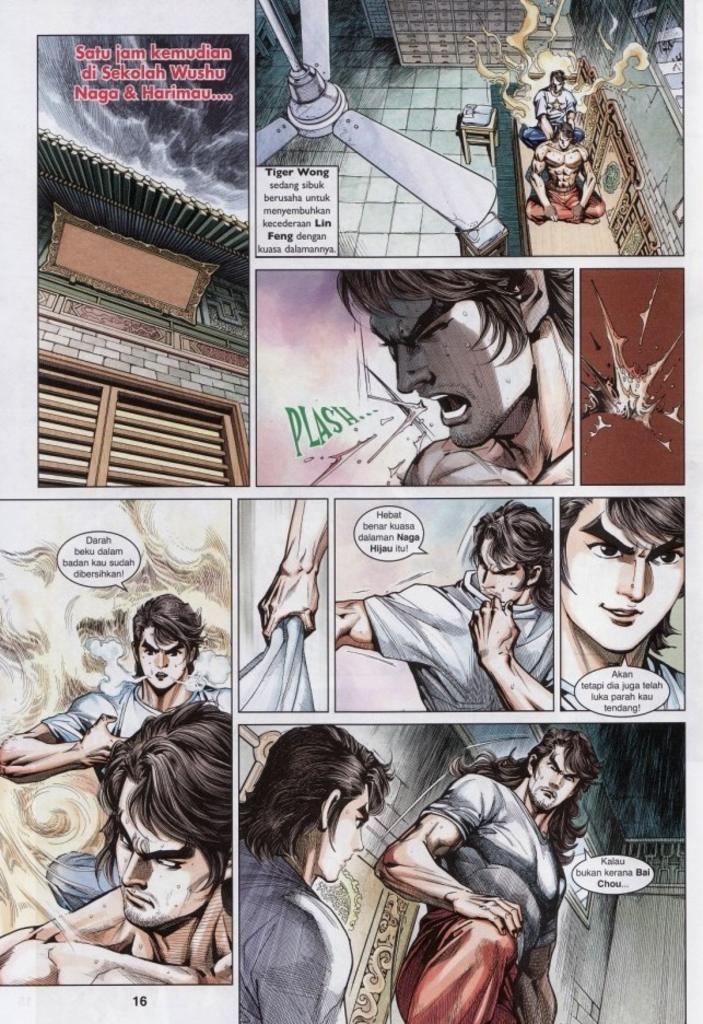 Satu jam kemudian
di Sekolah Wushu
Naga & Harimau....
Tiger Wong
sedang sibuk
berusaha untuk
menyembuhkan
kecederaan Lin
Feng dengan
kuasa dalamannya.
PLASH...
Darah
beku dalam
badan kau sudah
dibersihkan!
Hebat
benar kuasa
dalaman Naga
Hijau itu!
Akan
tetapi dia juga telah
luka parah kau
tendang!
Kalau
bukan kerana Bai
Chou...
16